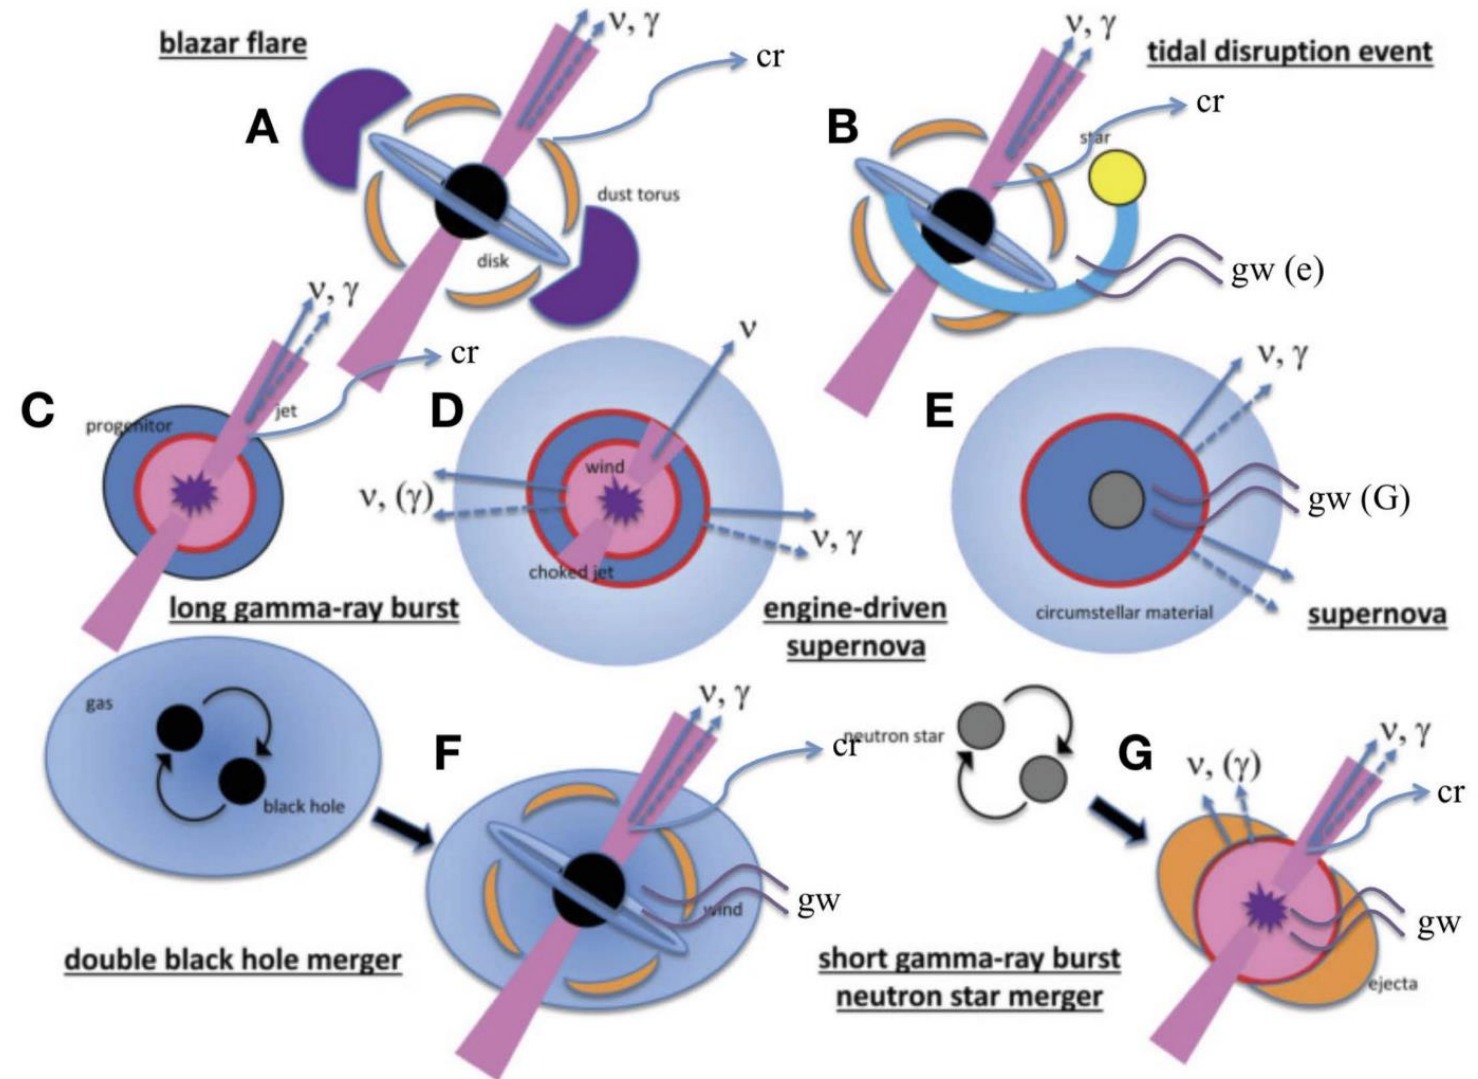 blazar flare
A
ν, γ
cr
dust torus
disk
tidal disruption event
B
ν, γ
cr
star
gw (e)
C
progenitor
jet
ν, γ
cr
long gamma-ray burst
D
ν
wind
ν, (γ)
ν, γ
choked jet
engine-driven
supernova
E
ν, γ
gw (G)
circumstellar material
supernova
gas
black hole
double black hole merger
F
ν, γ
cr
wind
gw
neutron star
short gamma-ray burst
neutron star merger
G
ν, (γ)
ν, γ
cr
gw
ejecta